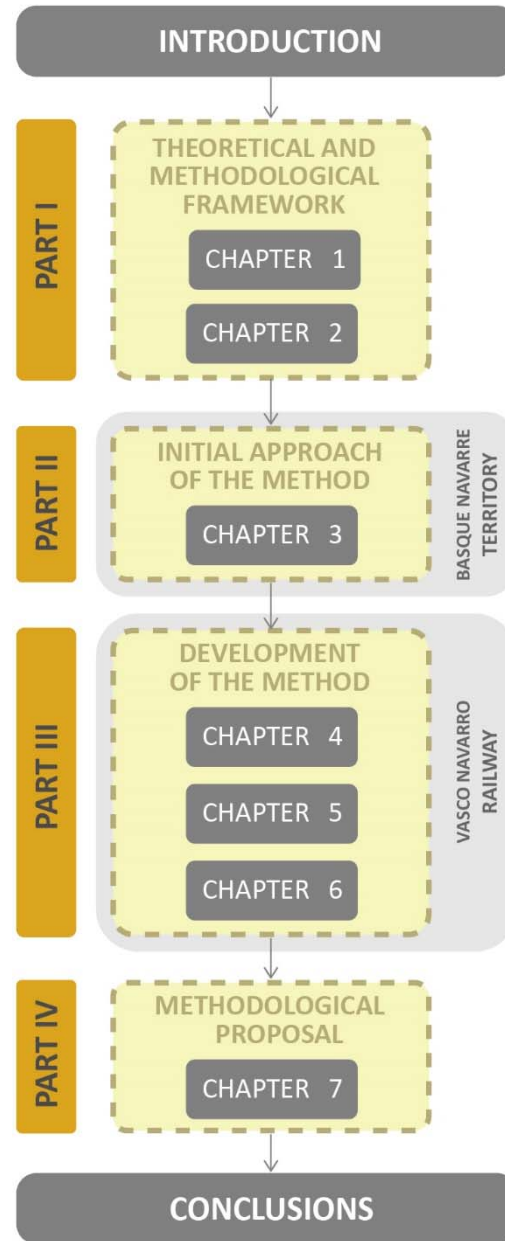 INTRODUCTION
PART I
THEORETICAL AND
METHODOLOGICAL
FRAMEWORK
CHAPTER 1
CHAPTER 2
PART II
INITIAL APPROACH
OF THE METHOD
CHAPTER 3
BASQUE NAVARRE
TERRITORY
PART III
DEVELOPMENT
OF THE METHOD
CHAPTER 4
CHAPTER 5
CHAPTER 6
VASCO NAVARRO
RAILWAY
PART IV
METHODOLOGICAL
PROPOSAL
CHAPTER 7
CONCLUSIONS